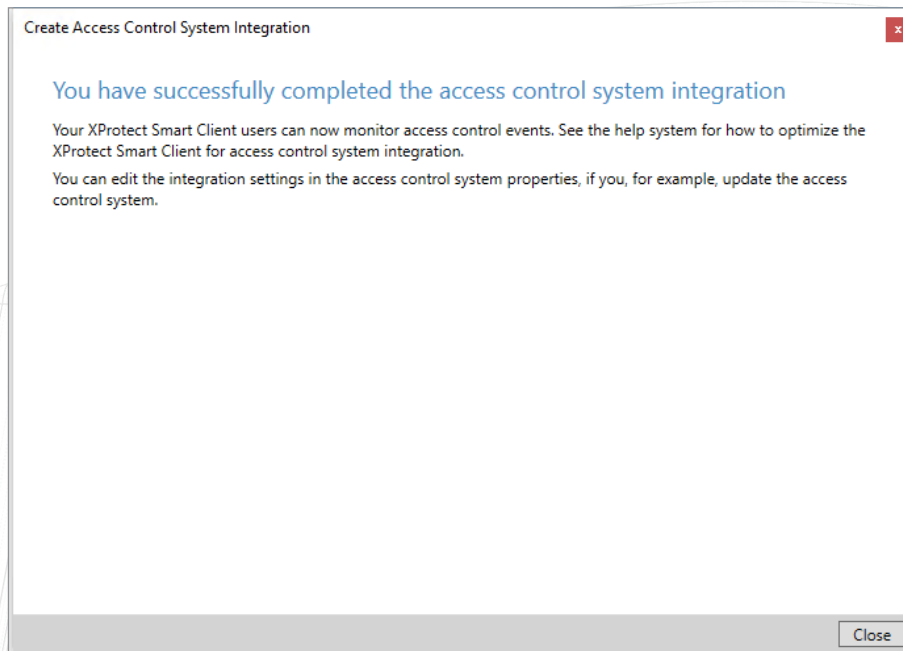 Create Access Control System Integration
x
You have successfully completed the access control system integration
Your XProtect Smart Client users can now monitor access control events. See the help system for how to optimize the
XProtect Smart Client for access control system integration.
You can edit the integration settings in the access control system properties, if you, for example, update the access
control system.
Close